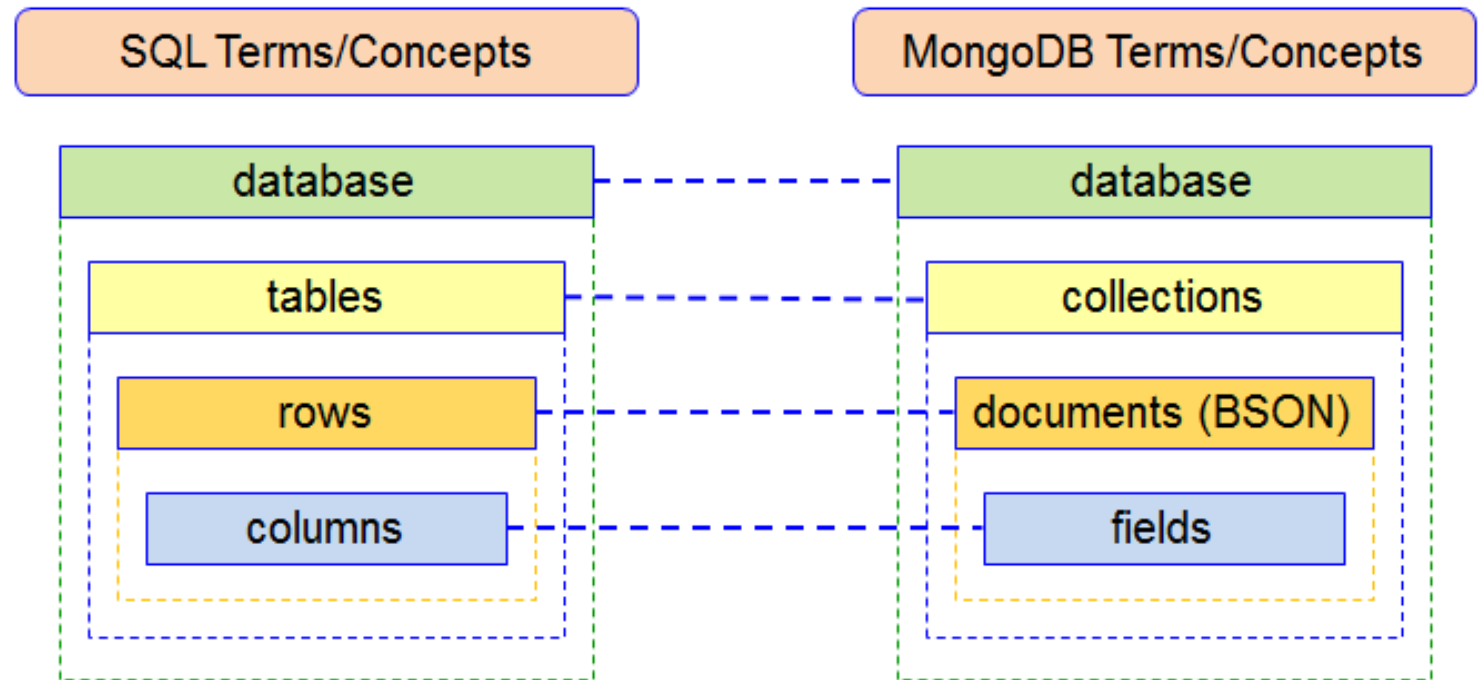 SQL Terms/Concepts
MongoDB Terms/Concepts
database
database
tables
collections
rows
documents (BSON)
columns
fields